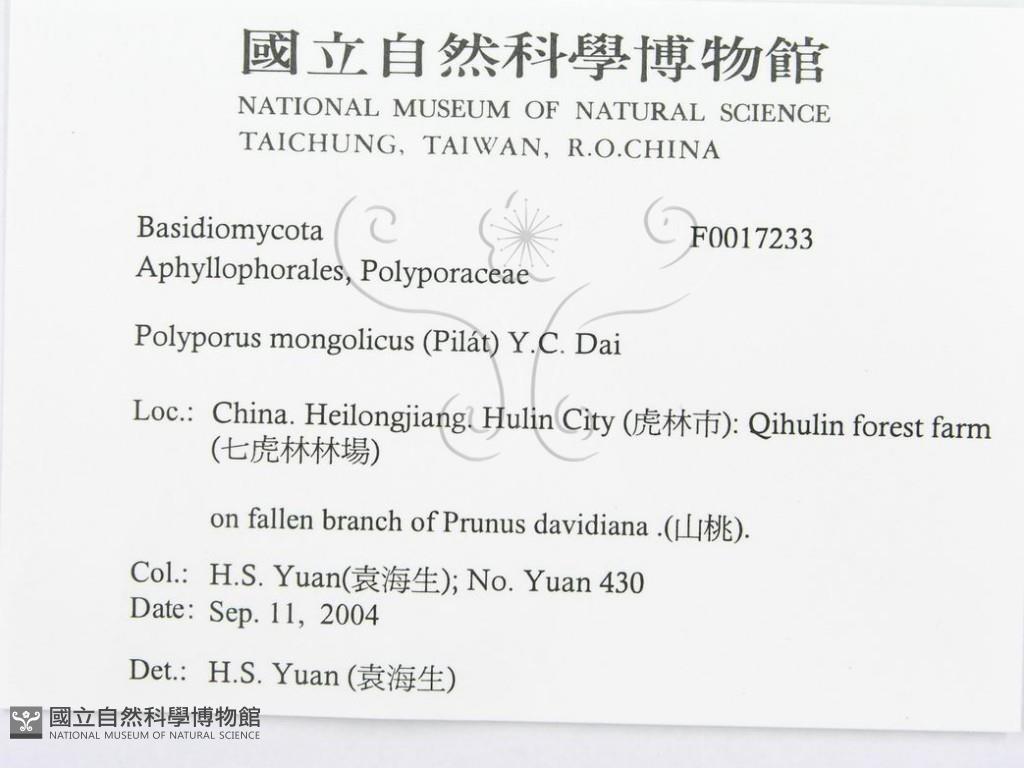 國立自然科學博物館
NATIONAL MUSEUM OF NATURAL SCIENCE
TAICHUNG, TAIWAN, R.O.CHINA
Basidiomycota F0017233
Aphyllophorales, Polyporaceae
Polyporus mongolicus (Pilát) Y.C. Dai
Loc.: China. Heilongjiang. Hulin City (虎林市): Qihulin forest farm
(七虎林林場)
on fallen branch of Prunus davidiana .(山桃).
Col.: H.S. Yuan(袁海生); No. Yuan 430
Date: Sep. 11, 2004
Det.: H.S. Yuan (袁海生)
國立自然科學博物館
NATIONAL MUSEUM OF NATURAL SCIENCE